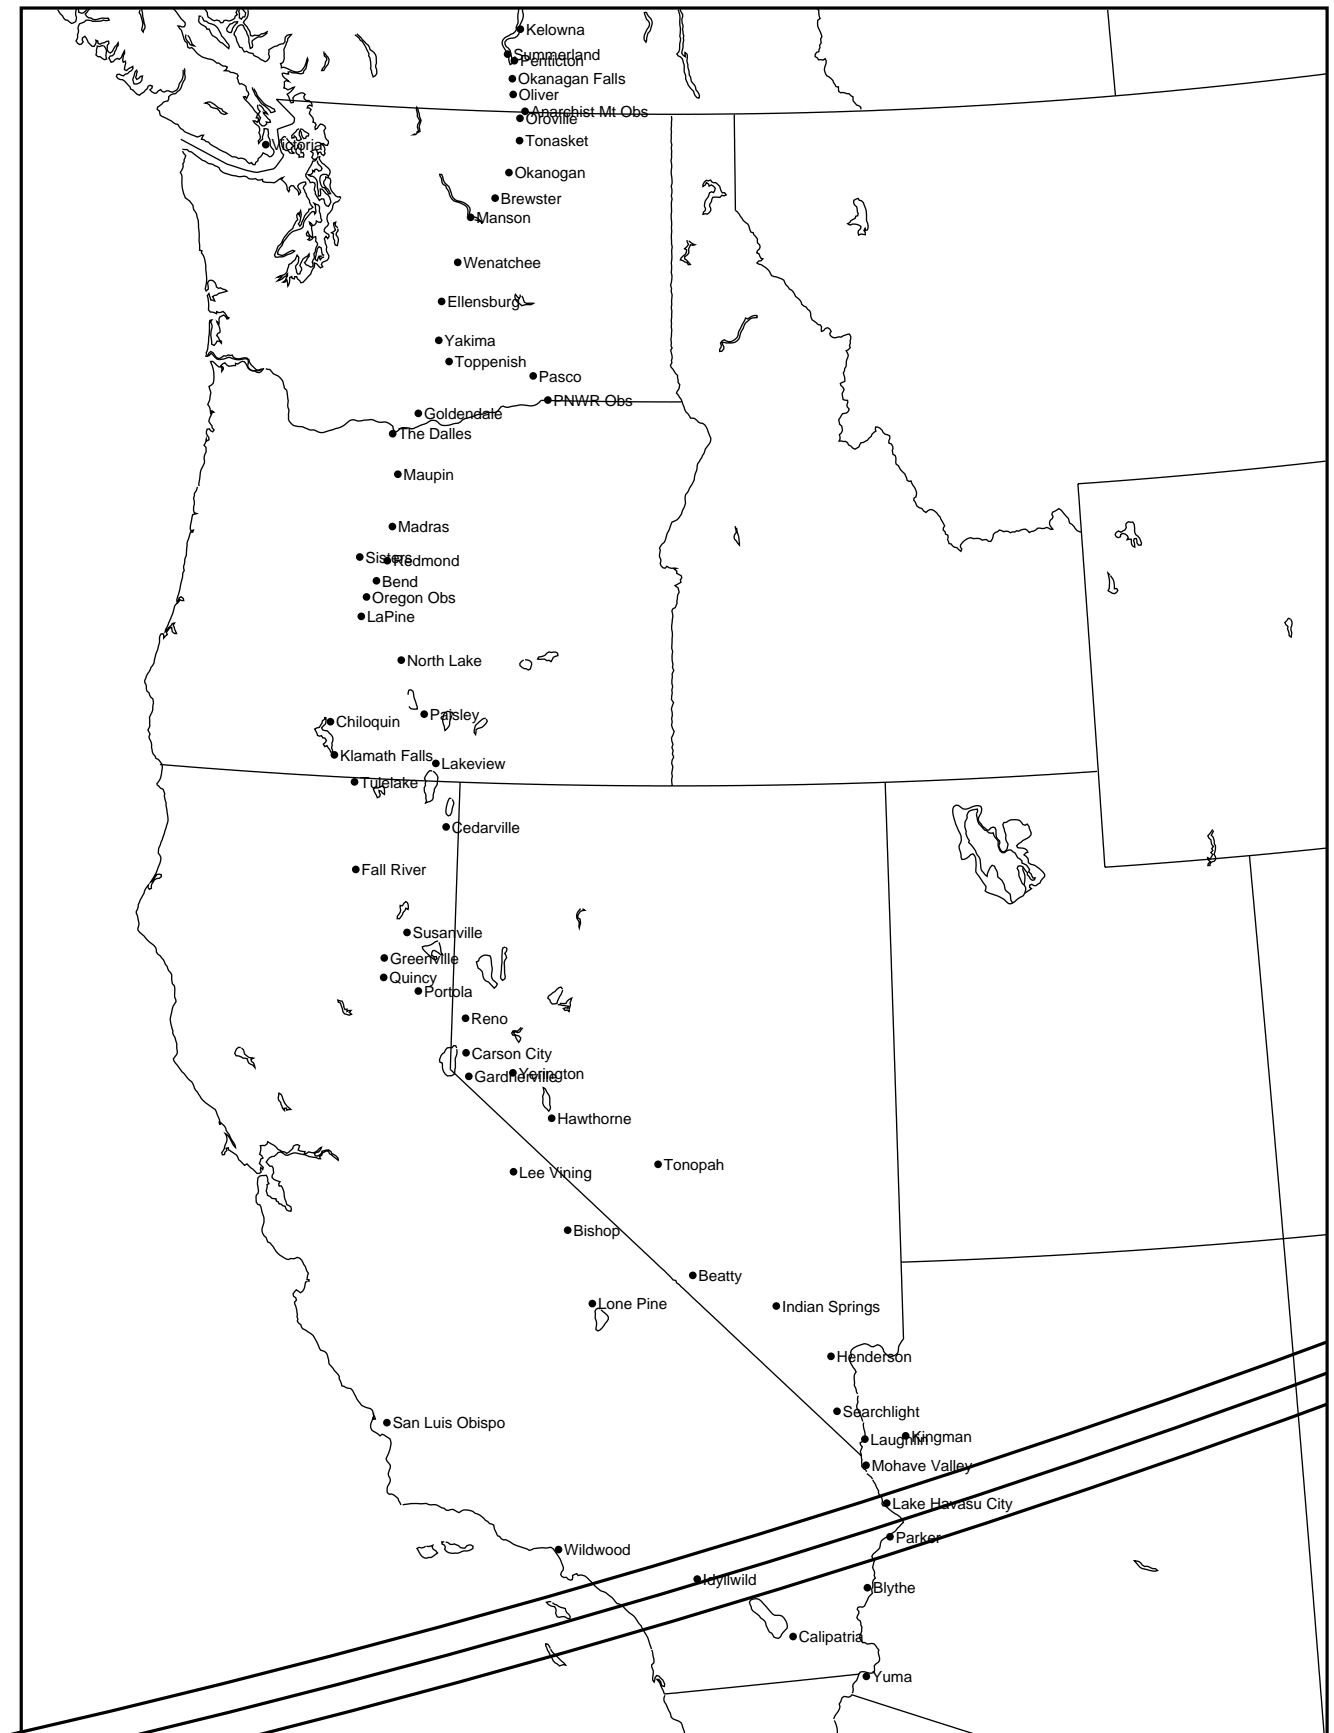 Kelowna
Summerland
Penticton
Okanagan Falls
Oliver
Anarchist Mt Obs
Oroville
Tonasket
Victoria
Okanogan
Brewster
Manson
Wenatchee
Ellensburg
Yakima
Toppenish
Pasco
PNWR Obs
Goldendale
The Dalles
Maupin
Madras
Sisters
Redmond
Bend
Oregon Obs
LaPine
North Lake
Paisley
Chiloquin
Klamath Falls
Lakeview
Tulelake
Cedarville
Fall River
Susanville
Greenville
Quincy
Portola
Reno
Carson City
Yerington
Gardnerville
Hawthorne
Tonopah
Lee Vining
Bishop
Beatty
Lone Pine
Indian Springs
Henderson
Searchlight
San Luis Obispo
Kingman
Laughlin
Mohave Valley
Lake Havasu City
Parker
Wildwood
Idyllwild
Blythe
Calipatria
Yuma